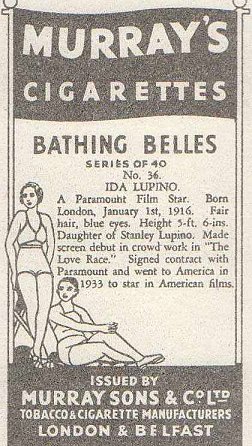 MURRAY'S
CIGARETTES
BATHING BELLES
SERIES OF 40
No. 36.
IDA LUPINO.
A Paramount Film Star. Born
London, January 1st, 1916. Fair
hair, blue eyes. Height 5-ft. 6-ins.
Daughter of Stanley Lupino. Made
screen debut in crowd work in "The
Love Race." Signed contract with
Paramount and went to America in
1933 to star in American films.
ISSUED BY
MURRAY SONS & CO LTD
TOBACCO & CIGARETTE MANUFACTURERS
LONDON & BELFAST